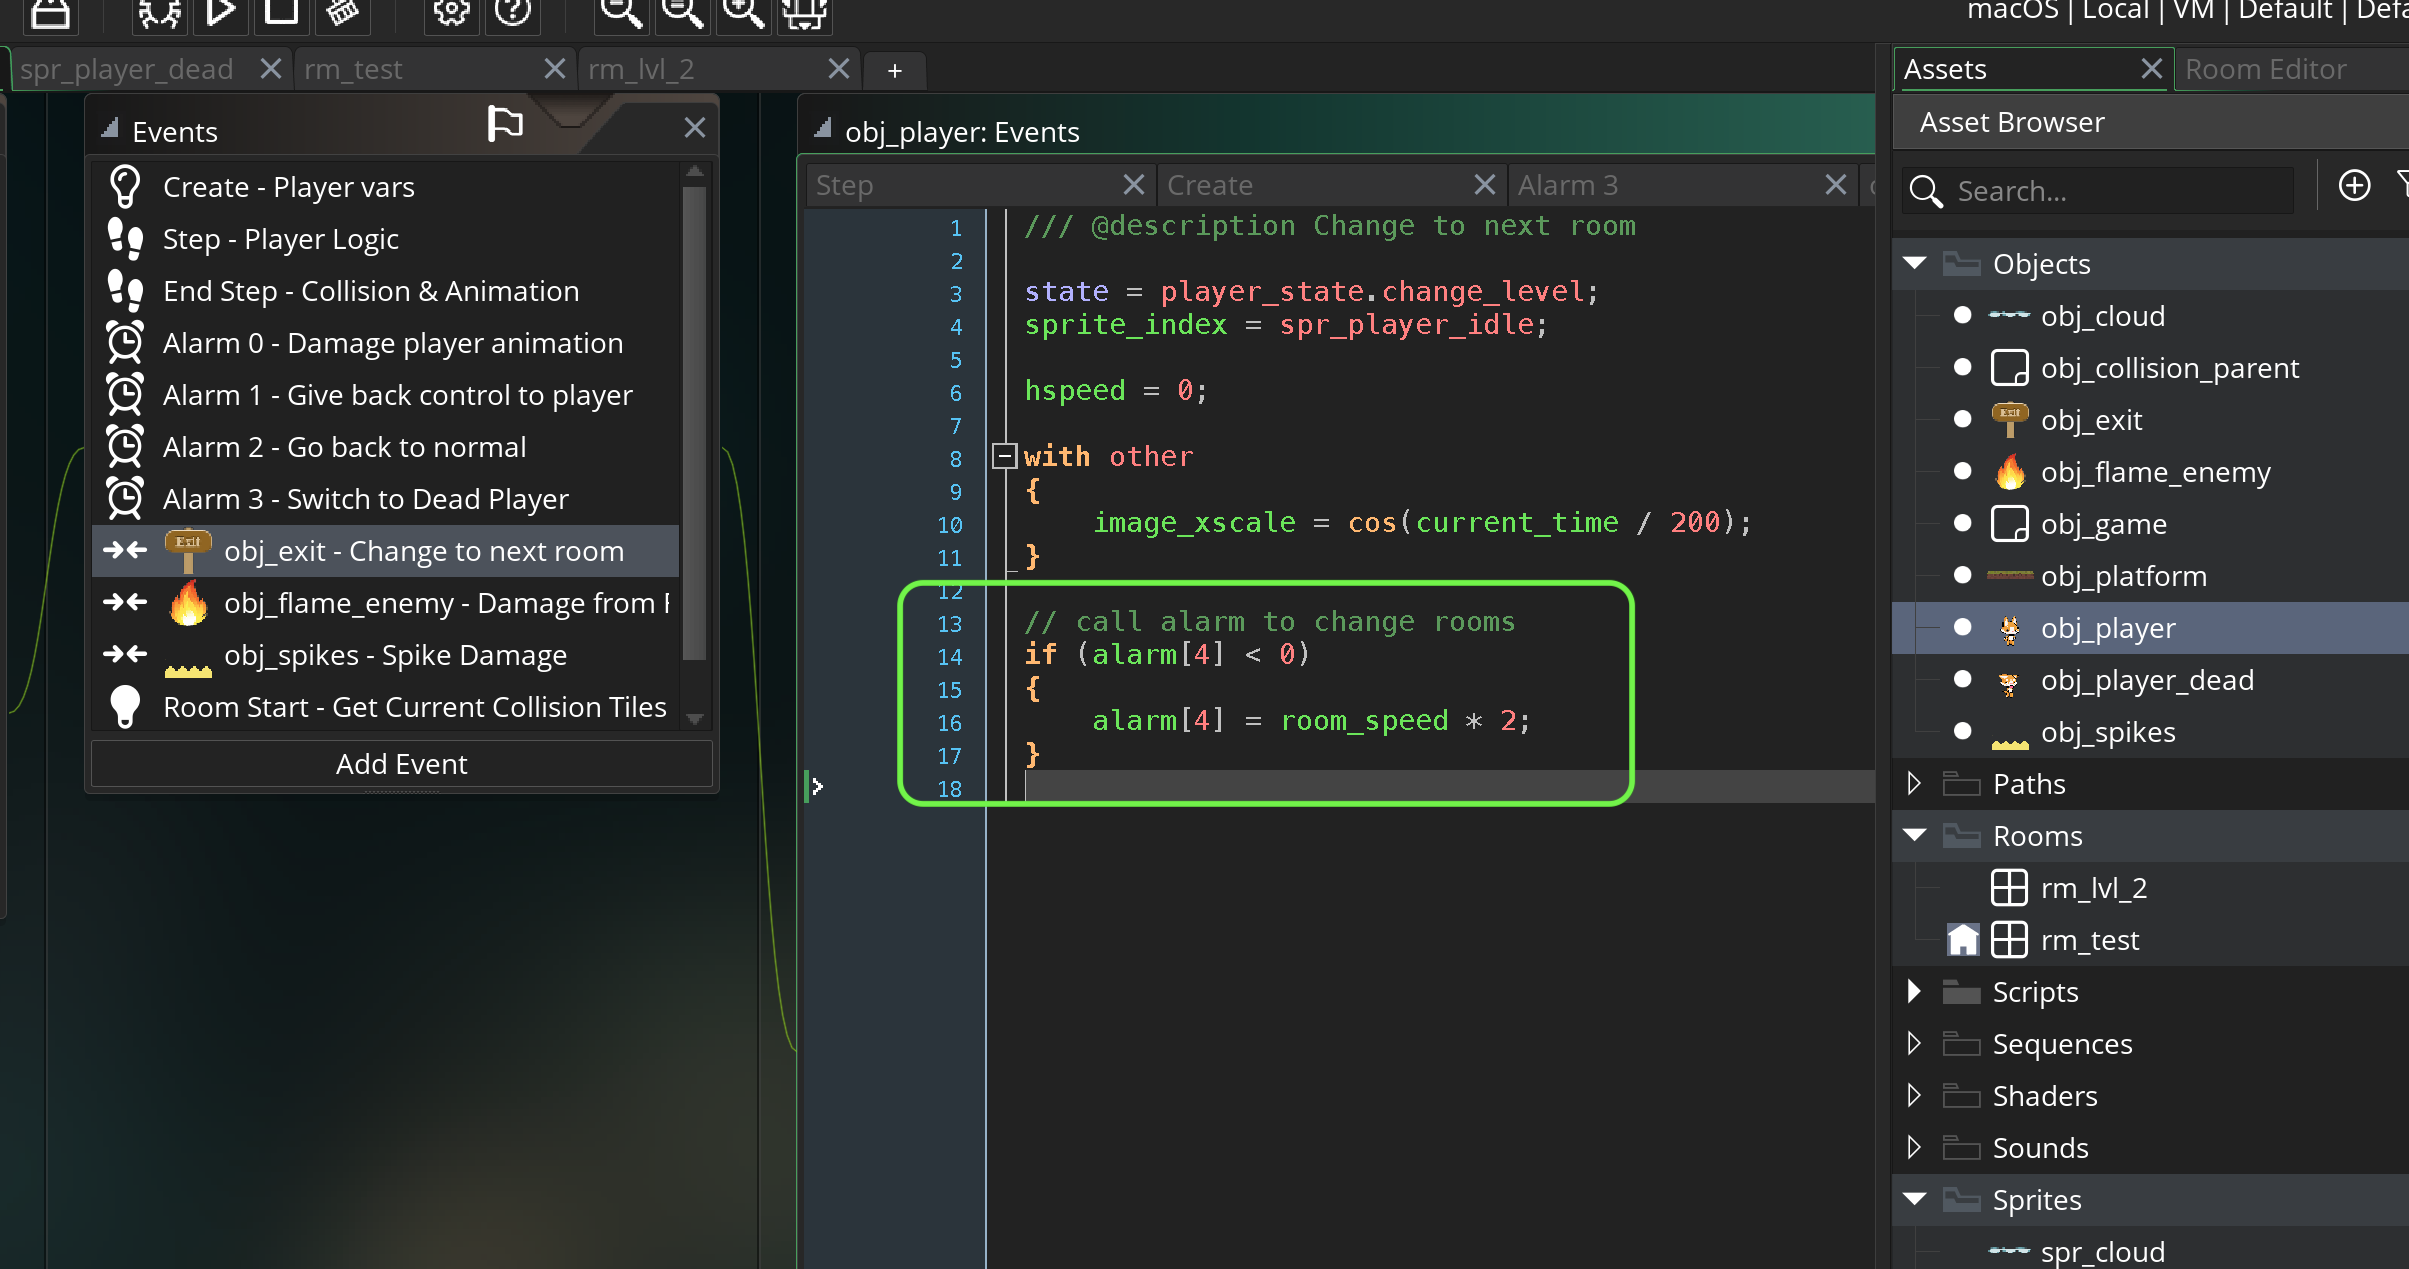 macOS | Local | VM | Default |
spr_player_dead
rm_test
rm_lvl_2
+
Events
Create - Player vars
Step - Player Logic
End Step - Collision & Animation
Alarm 0 - Damage player animation
Alarm 1 - Give back control to player
Alarm 2 - Go back to normal
Alarm 3 - Switch to Dead Player
Exit obj_exit - Change to next room
obj_flame_enemy - Damage from
obj_spikes - Spike Damage
Room Start - Get Current Collision Tiles
Add Event
obj_player: Events
Step
Create
Alarm 3
1 /// @description Change to next room
2
3 state = player_state.change_level;
4 sprite_index = spr_player_idle;
5
6 hspeed = 0;
7
8 with other
9 {
10 image_xscale = cos(current_time / 200);
11 }
12
13 // call alarm to change rooms
14 if (alarm[4] < 0)
15 {
16 alarm[4] = room_speed * 2;
17 }
18
Assets
Room Editor
Asset Browser
Search...
Objects
obj_cloud
obj_collision_parent
Exit obj_exit
obj_flame_enemy
obj_game
obj_platform
obj_player
obj_player_dead
obj_spikes
Paths
Rooms
rm_lvl_2
rm_test
Scripts
Sequences
Shaders
Sounds
Sprites
spr_cloud